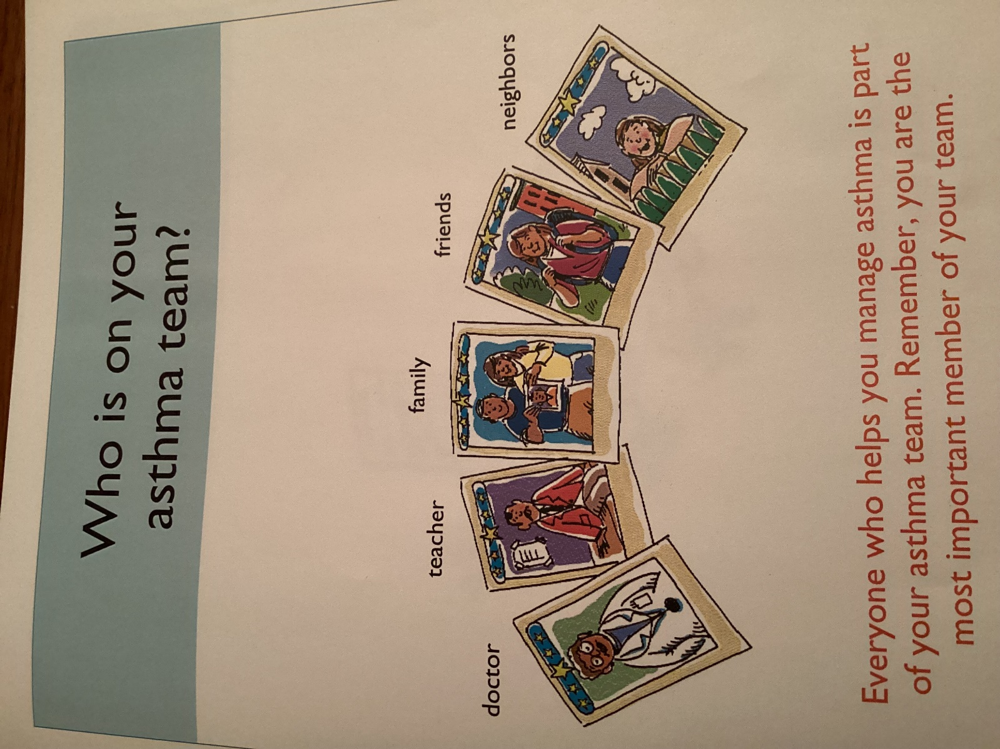 Who is on your
asthma team?
doctor
teacher
family
friends
neighbors
Everyone who helps you manage asthma is part
of your asthma team. Remember, you are the
most important member of your team.